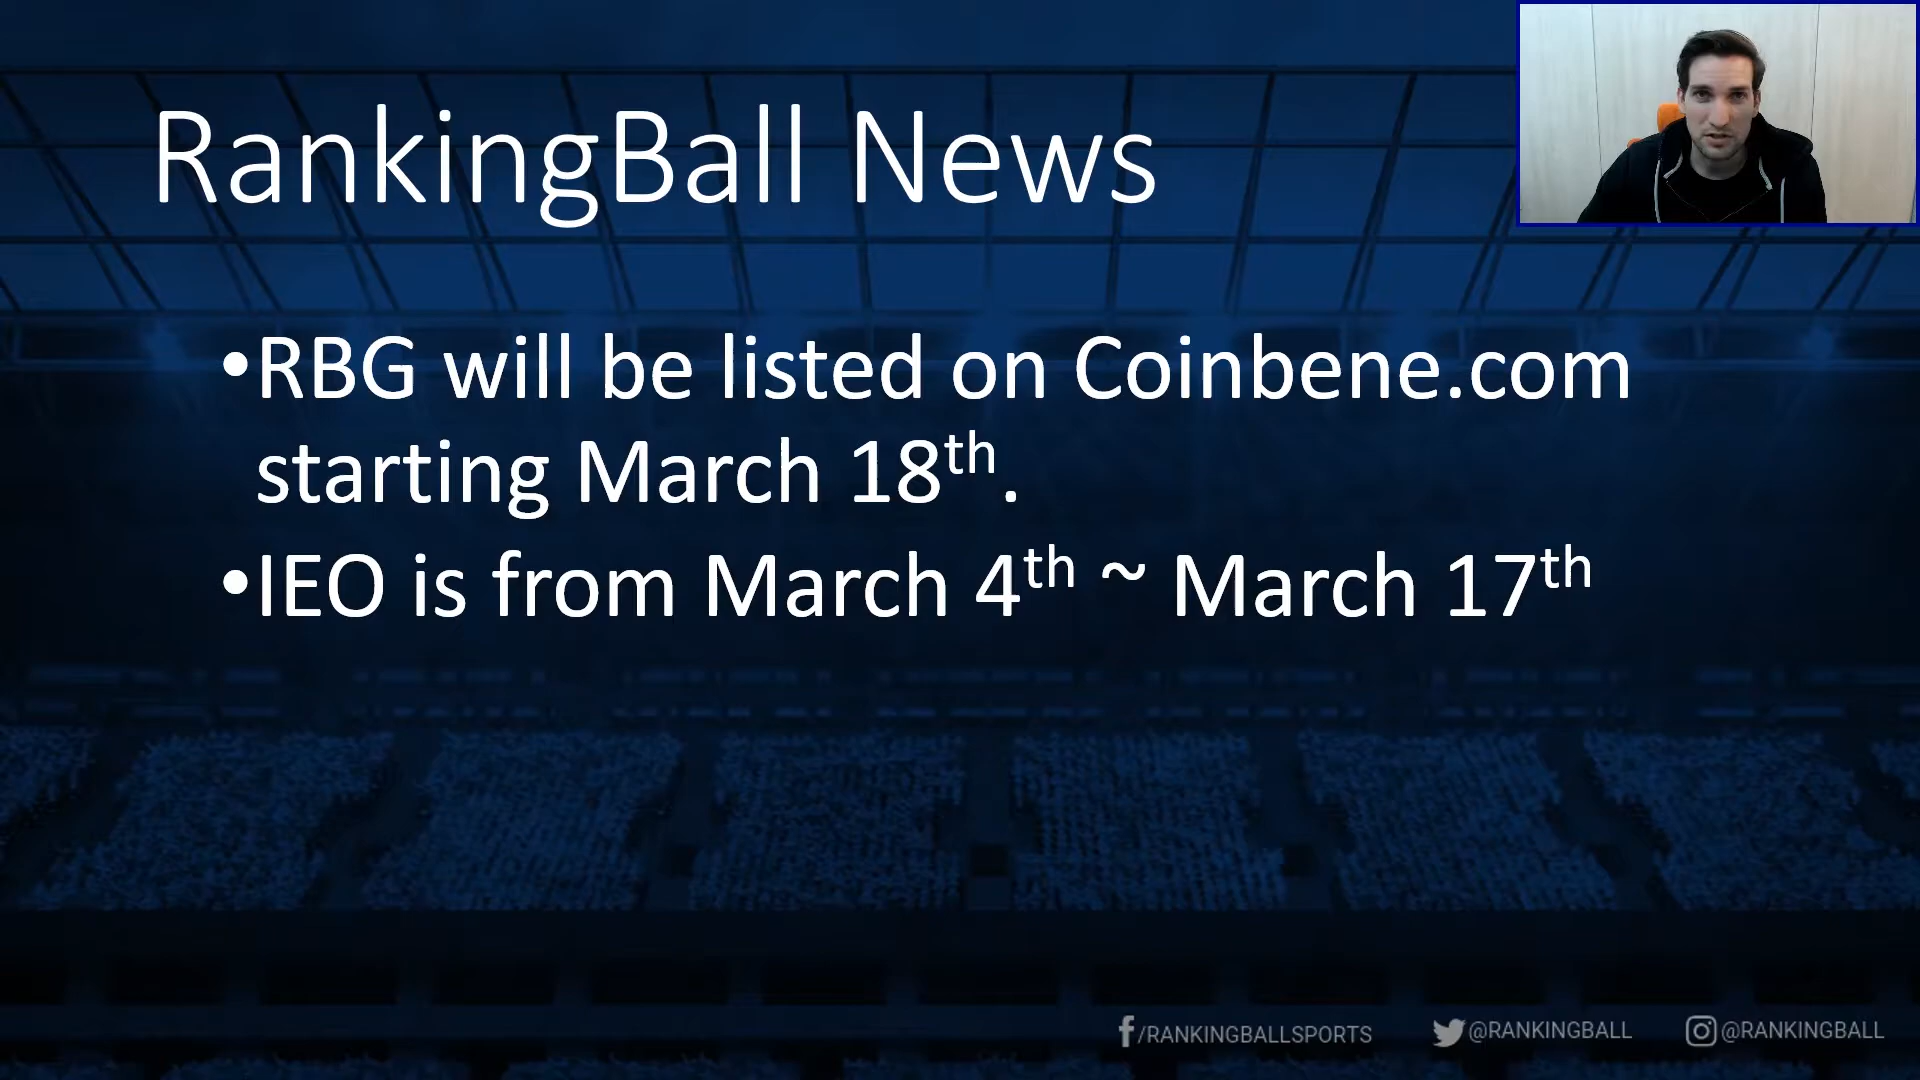 RankingBall News
•RBG will be listed on Coinbene.com
starting March 18th.
•IEO is from March 4th ~ March 17th
f/RANKINGBALLSPORTS @RANKINGBALL @RANKINGBALL